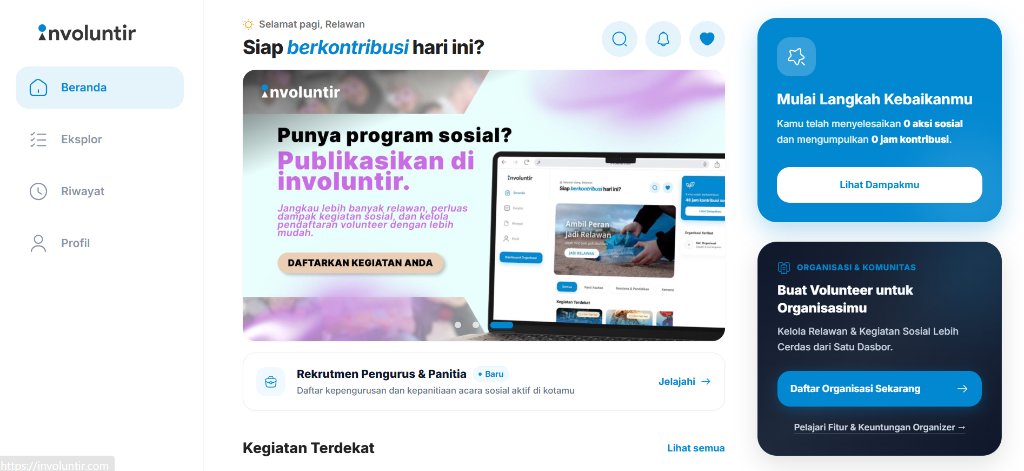 involuntir
Beranda
Eksplor
Riwayat
Profil
Selamat pagi, Relawan
Siap berkontribusi hari ini?
involuntir
Punya program sosial?
Publikasikan di
involuntir.
Jangkau lebih banyak relawan, perluas
dampak kegiatan sosial, dan kelola
pendaftaran volunteer dengan lebih
mudah.
DAFTARKAN KEGIATAN ANDA
involuntir
Siap berkontribusi hari ini?
Ambil Peran
Jadi Relawan
Kegiatan Terdekat
Rekrutmen Pengurus & Panitia
• Baru
Daftar kepengurusan dan kepanitiaan acara sosial aktif di kotamu
Jelajahi →
Kegiatan Terdekat
Lihat semua
Mulai Langkah Kebaikanmu
Kamu telah menyelesaikan 0 aksi sosial
dan mengumpulkan 0 jam kontribusi.
Lihat Dampakmu
ORGANISASI & KOMUNITAS
Buat Volunteer untuk
Organisasimu
Kelola Relawan & Kegiatan Sosial Lebih
Cerdas dari Satu Dasbor.
Daftar Organisasi Sekarang →
Pelajari Fitur & Keuntungan Organizer →
https://involuntir.com